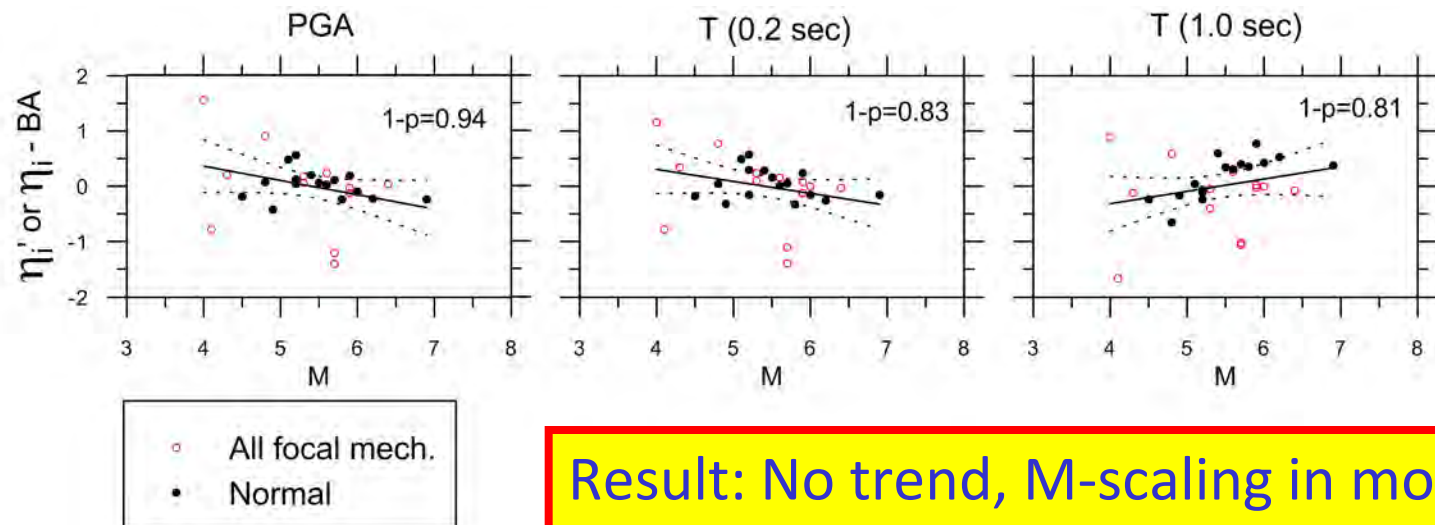 PGA
T (0.2 sec)
T (1.0 sec)
ηi' or ηi - BA
2
1
0
-1
-2
1-p=0.94
1-p=0.83
1-p=0.81
3 4 5 6 7 8
3 4 5 6 7 8
3 4 5 6 7 8
M
M
M
All focal mech.
Normal
Result: No trend, M-scaling in mo